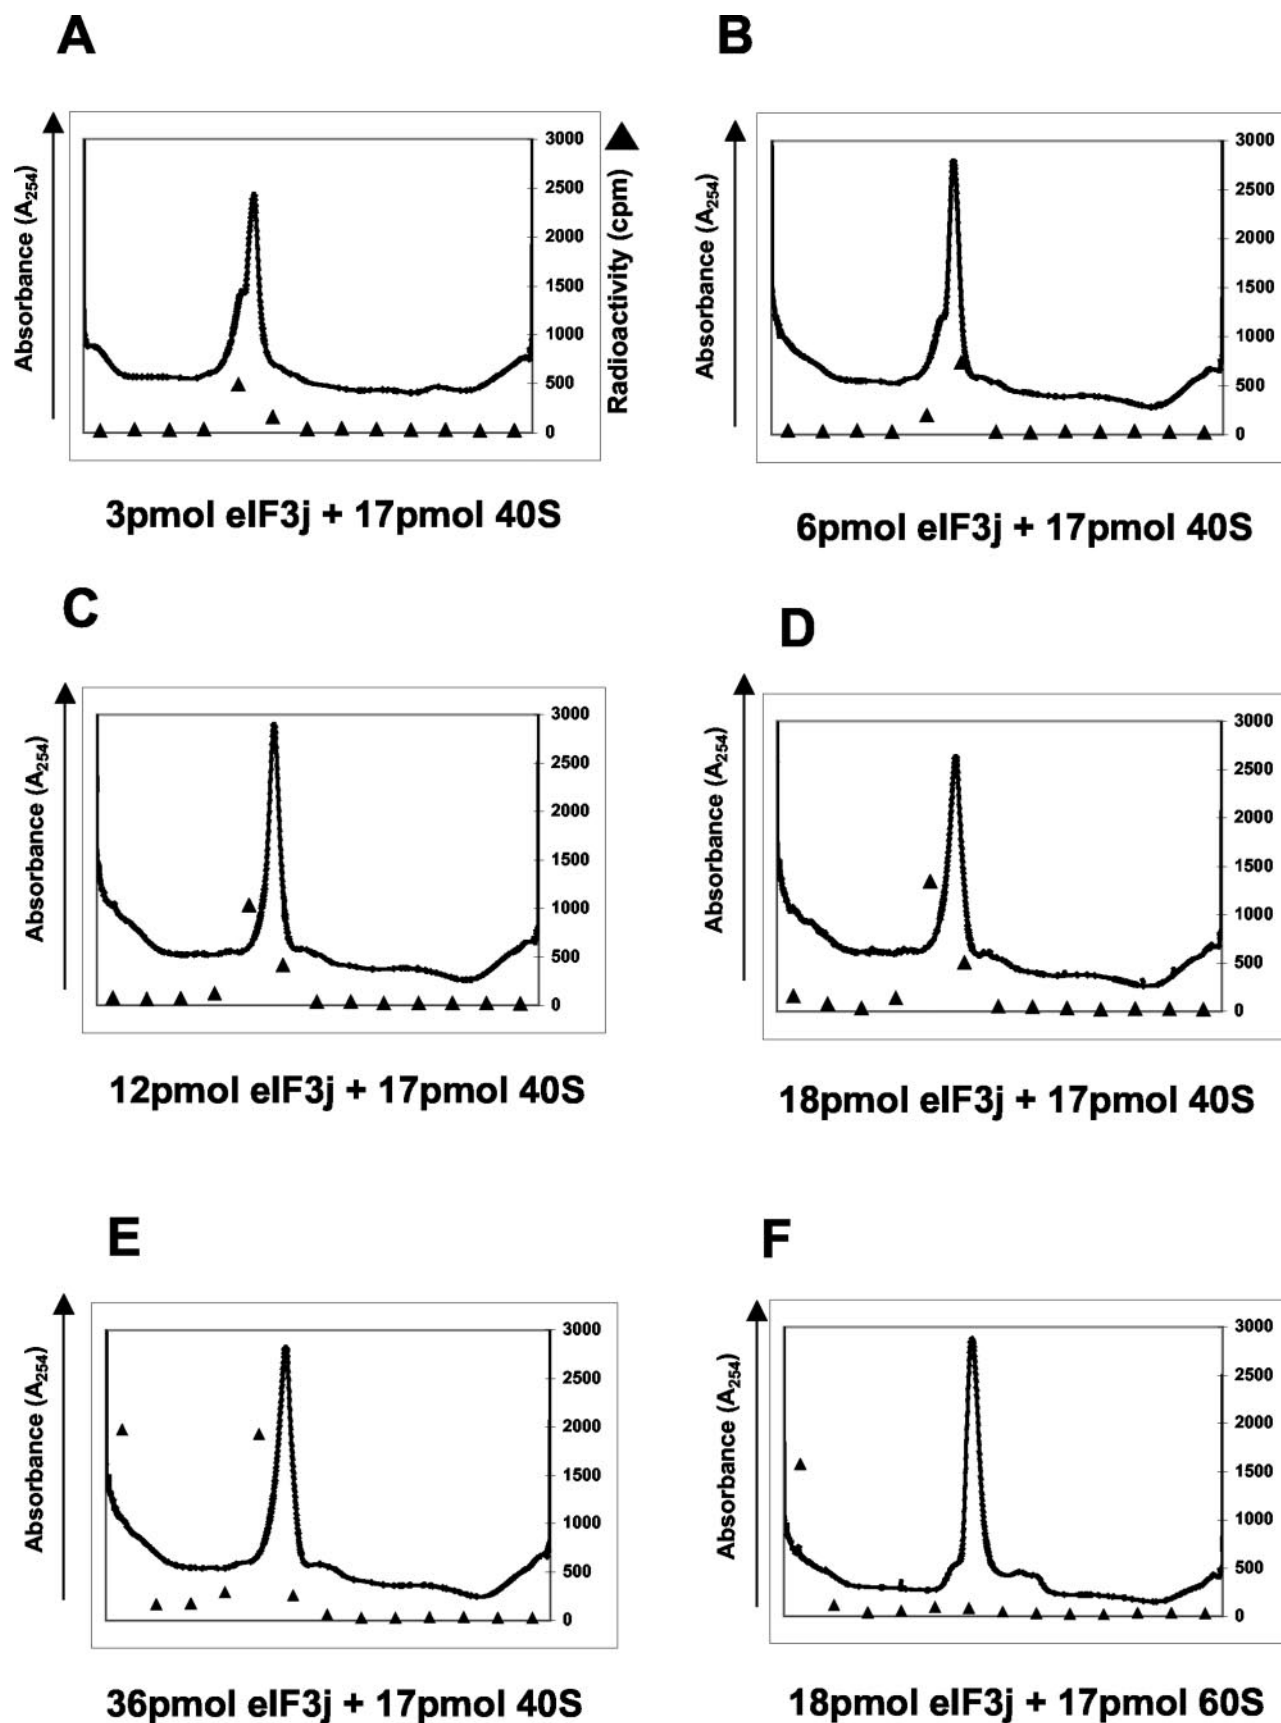 A
Absorbance (A254)
3000
2500
2000
1500
1000
500
0
Radioactivity (cpm)
3pmol eIF3j + 17pmol 40S
B
Absorbance (A254)
3000
2500
2000
1500
1000
500
0
6pmol eIF3j + 17pmol 40S
C
Absorbance (A254)
3000
2500
2000
1500
1000
500
0
12pmol eIF3j + 17pmol 40S
D
Absorbance (A254)
3000
2500
2000
1500
1000
500
0
18pmol eIF3j + 17pmol 40S
E
Absorbance (A254)
3000
2500
2000
1500
1000
500
0
36pmol eIF3j + 17pmol 40S
F
Absorbance (A254)
3000
2500
2000
1500
1000
500
0
18pmol eIF3j + 17pmol 60S